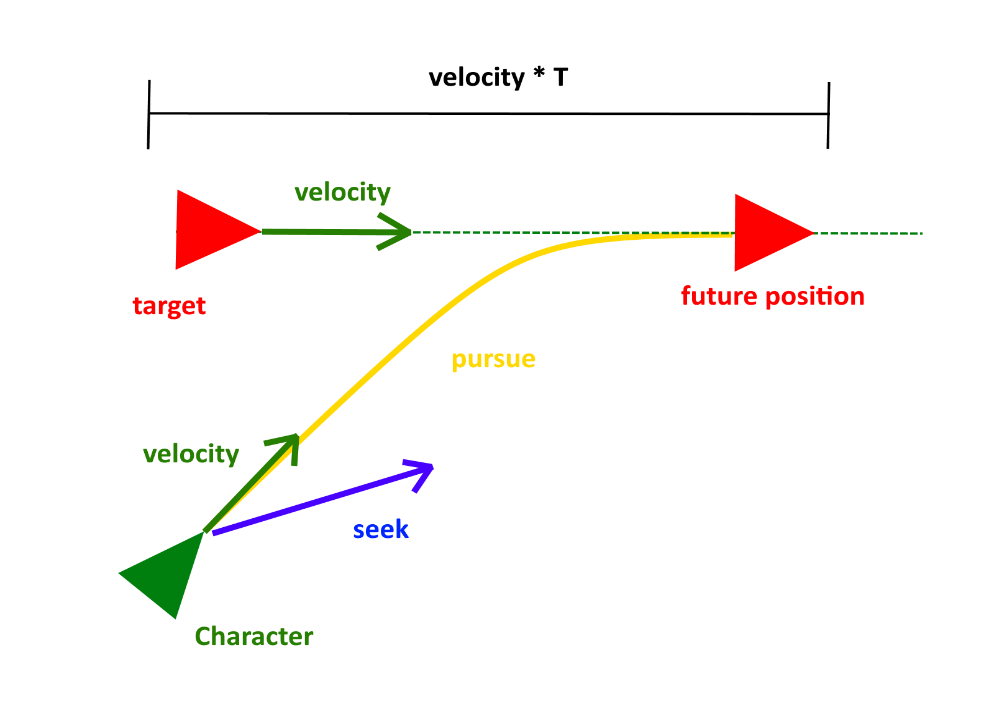 velocity * T
velocity
target
future position
pursue
velocity
seek
Character